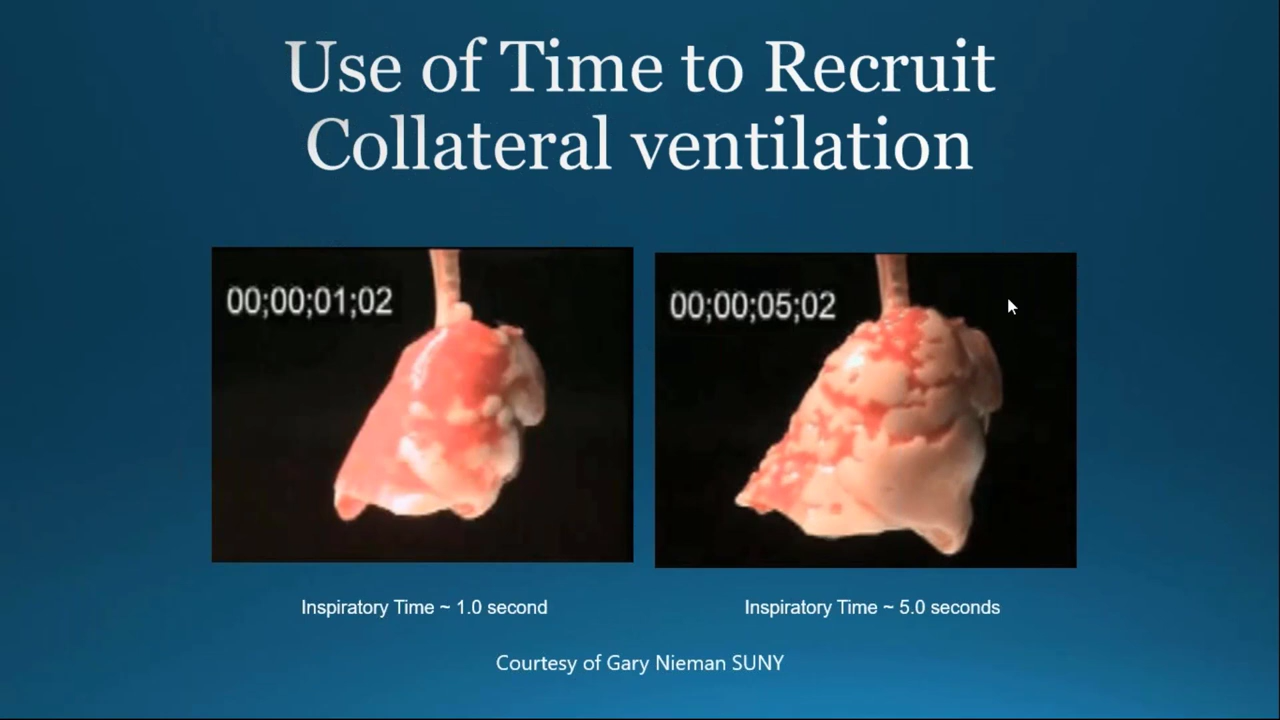 Use of Time to Recruit
Collateral ventilation
00;00;01;02
00;00;05;02
Inspiratory Time ~ 1.0 second
Inspiratory Time ~ 5.0 seconds
Courtesy of Gary Nieman SUNY